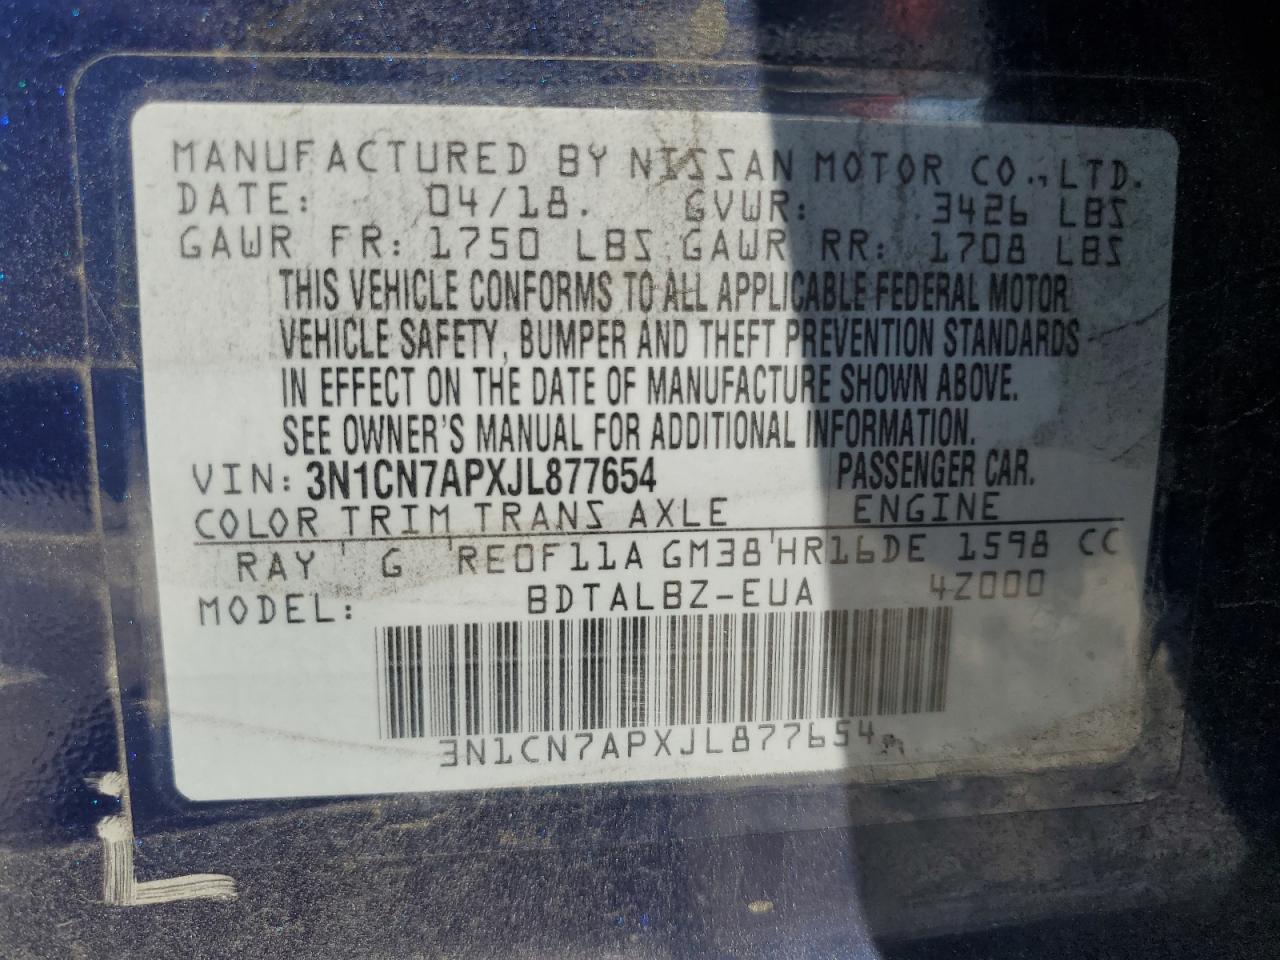 MANUFACTURED BY NISSAN MOTOR CO., LTD.
DATE: 04/18. GVWR: 3426 LBS
GAWR FR: 1750 LBS GAWR RR: 1708 LBS
THIS VEHICLE CONFORMS TO ALL APPLICABLE FEDERAL MOTOR
VEHICLE SAFETY, BUMPER AND THEFT PREVENTION STANDARDS
IN EFFECT ON THE DATE OF MANUFACTURE SHOWN ABOVE.
SEE OWNER'S MANUAL FOR ADDITIONAL INFORMATION.
VIN: 3N1CN7APXJL877654 PASSENGER CAR.
COLOR TRIM TRANS AXLE ENGINE
RAY G RE0F11A GM38 HR16DE 1598 CC
MODEL: BDTALBZ-EUA 4Z000
3N1CN7APXJL877654